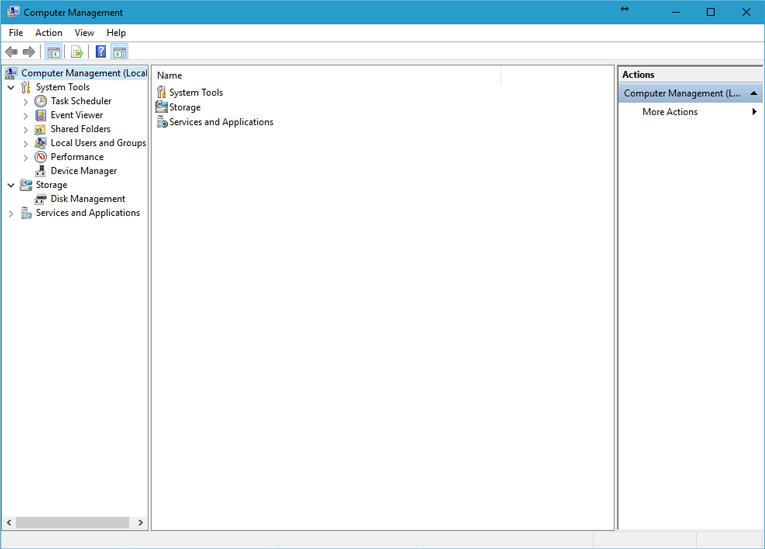 Computer Management
File Action View Help
Computer Management (Local
System Tools
Task Scheduler
Event Viewer
Shared Folders
Local Users and Groups
Performance
Device Manager
Storage
Disk Management
Services and Applications
Name
System Tools
Storage
Services and Applications
Actions
Computer Management (L...
More Actions